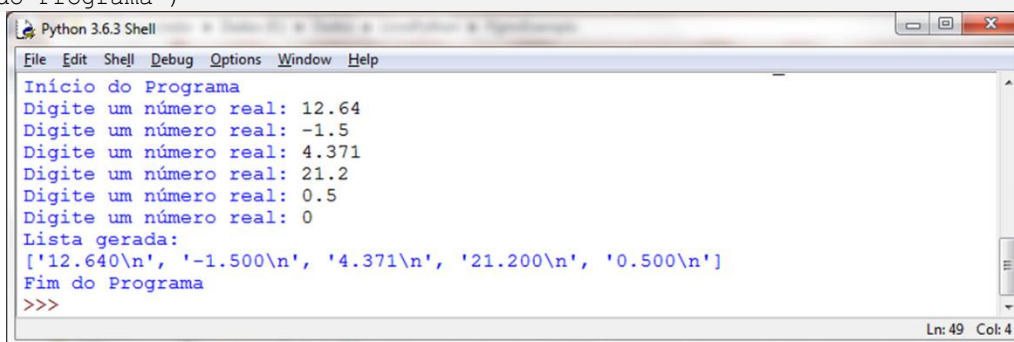 do Programa")
Python 3.6.3 Shell
File Edit Shell Debug Options Window Help
Início do Programa
Digite um número real: 12.64
Digite um número real: -1.5
Digite um número real: 4.371
Digite um número real: 21.2
Digite um número real: 0.5
Digite um número real: 0
Lista gerada:
['12.640\n', '-1.500\n', '4.371\n', '21.200\n', '0.500\n']
Fim do Programa
>>>
Ln: 49 Col: 4